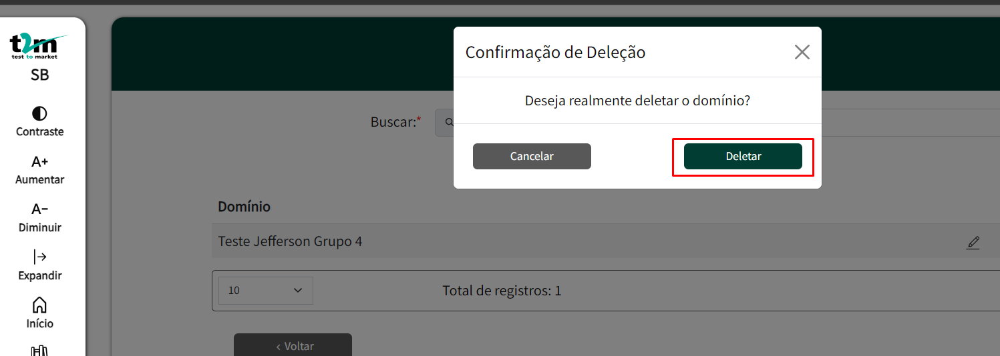 t2m
test to market
SB
Contraste
A+
Aumentar
A-
Diminuir
Expandir
Início
Confirmação de Deleção
Deseja realmente deletar o domínio?
Cancelar
Deletar
Buscar:*
Domínio
Teste Jefferson Grupo 4
10
Total de registros: 1
‹ Voltar